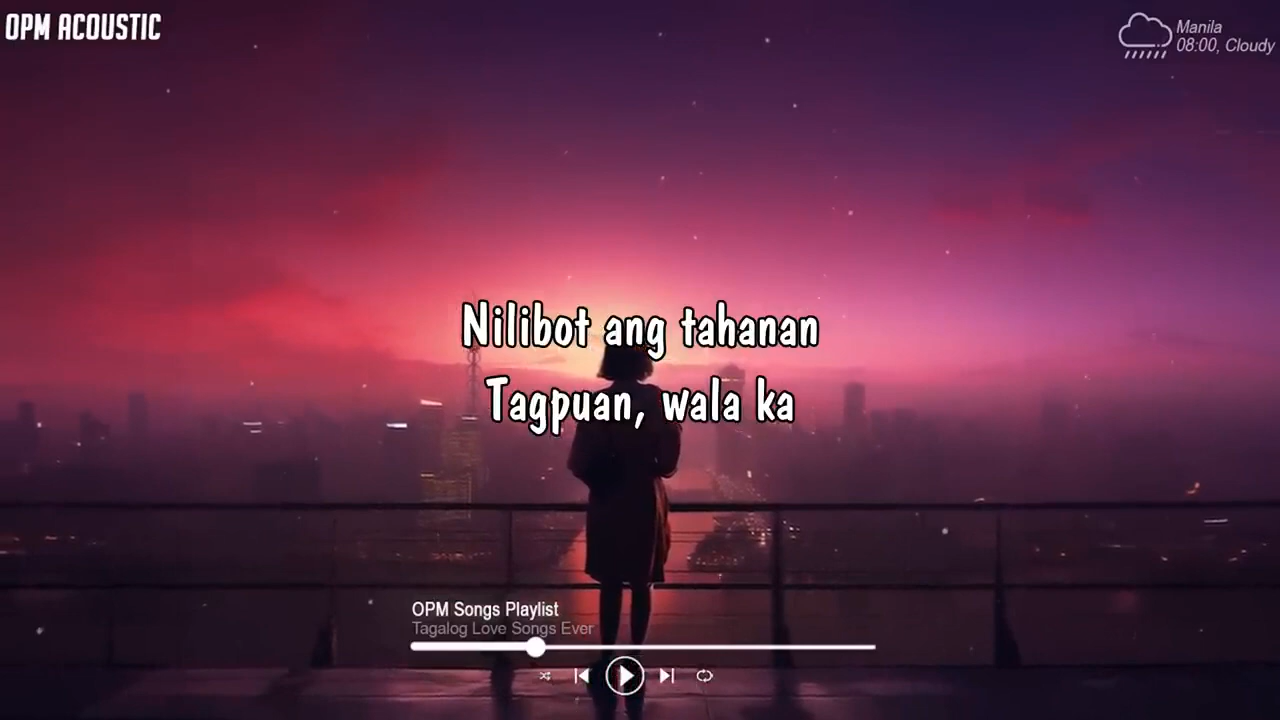 OPM ACOUSTIC
Manila
08:00, Cloudy
Nilibot ang tahanan
Tagpuan, wala ka
OPM Songs Playlist
Tagalog Love Songs Ever